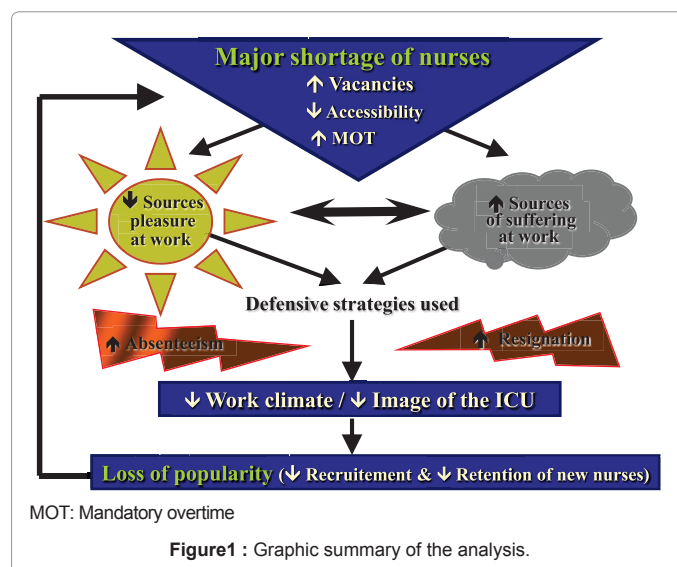 Major shortage of nurses
↑ Vacancies
↓ Accessibility
↑ MOT
↓ Sources
pleasure
at work
↑ Sources
of suffering
at work
Defensive strategies used
↑ Absenteeism
↑ Resignation
↓ Work climate / ↓ Image of the ICU
Loss of popularity (↓ Recruitement & ↓ Retention of new nurses)
MOT: Mandatory overtime
Figure1 : Graphic summary of the analysis.